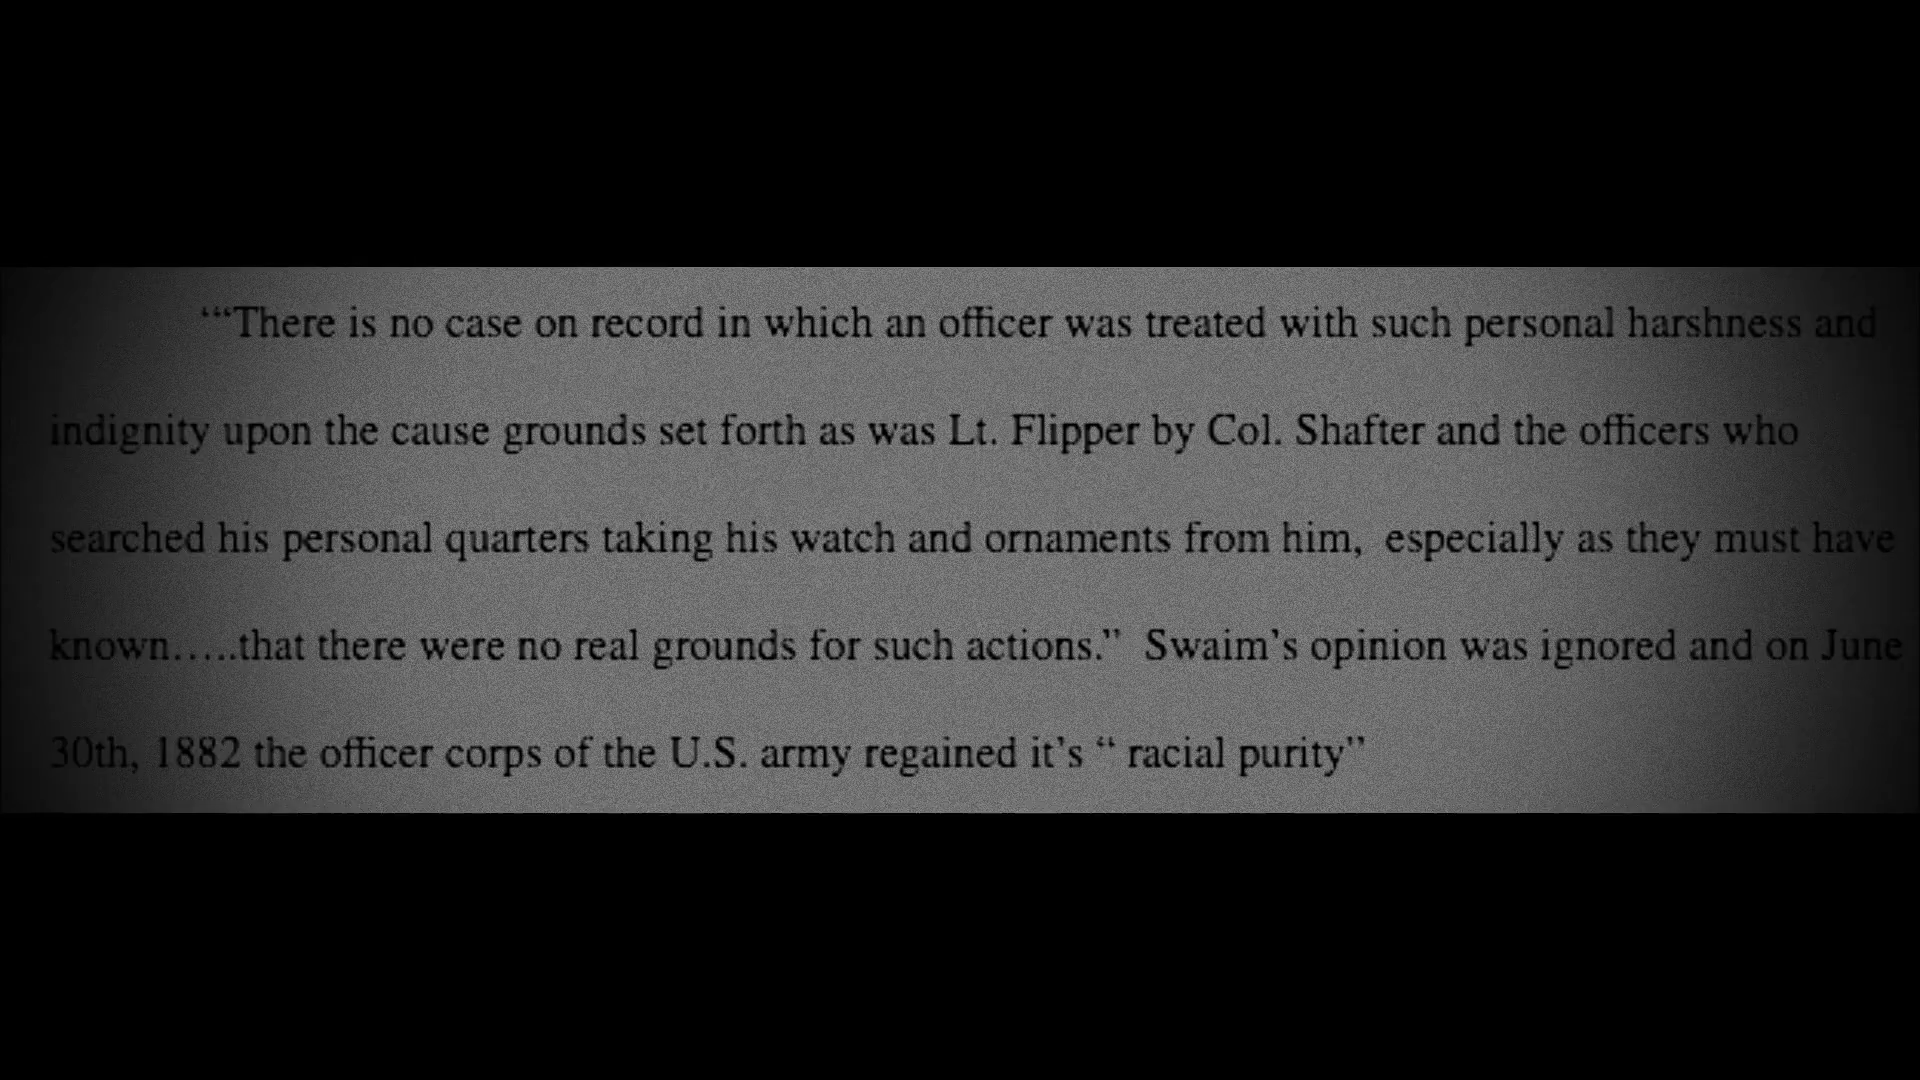 “‘There is no case on record in which an officer was treated with such personal harshness and
indignity upon the cause grounds set forth as was Lt. Flipper by Col. Shafter and the officers who
searched his personal quarters taking his watch and ornaments from him,  especially as they must have
known…..that there were no real grounds for such actions.”  Swaim’s opinion was ignored and on June
30th, 1882 the officer corps of the U.S. army regained it’s “ racial purity”